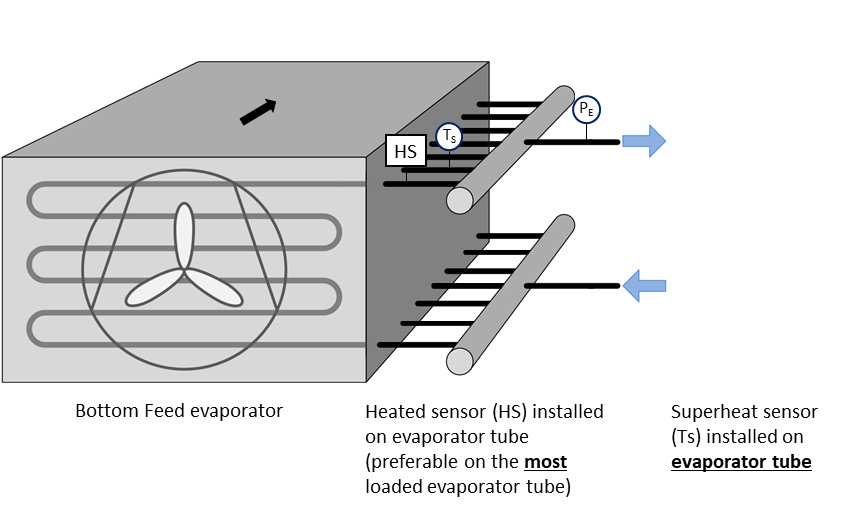 PE
TS
HS
Bottom Feed evaporator
Heated sensor (HS) installed
on evaporator tube
(preferable on the most
loaded evaporator tube)
Superheat sensor
(Ts) installed on
evaporator tube